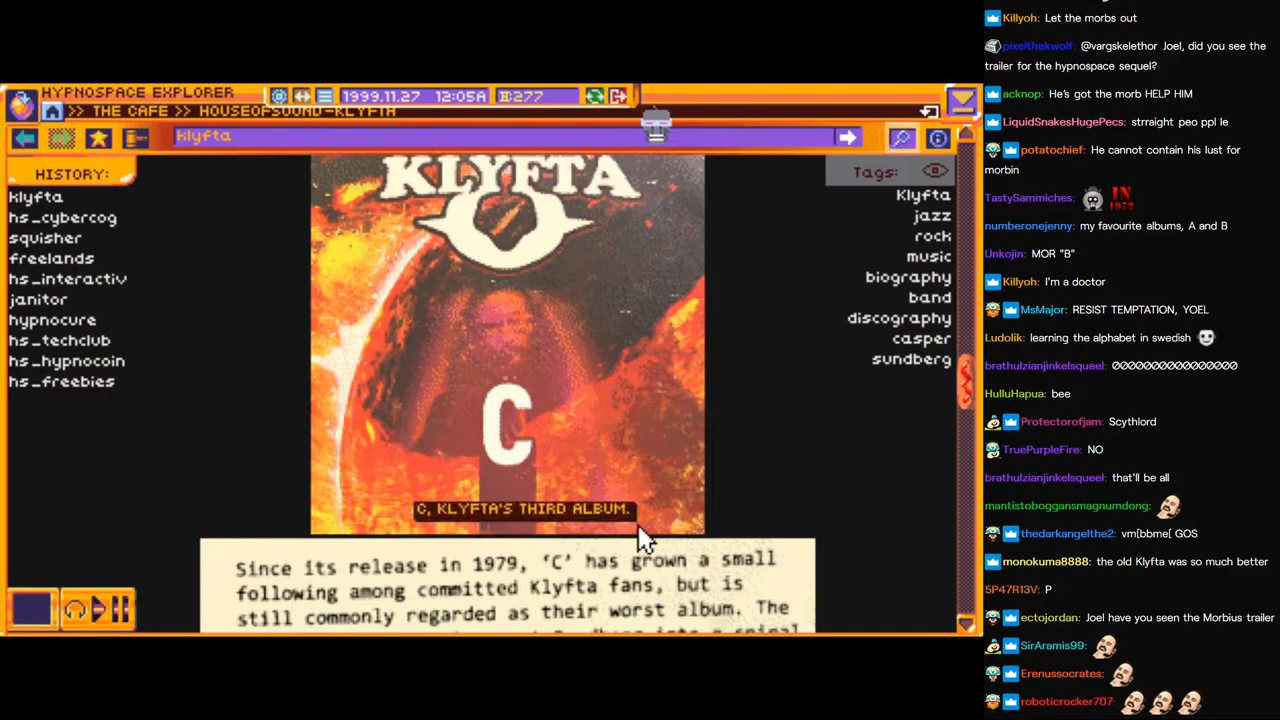 HYPNOSPACE EXPLORER
1999.11.27 12:05A
277
>> THE CAFE >> HOUSEOFSOUND-KLYFTA
klyfta
HISTORY:
klyfta
hs_cybercog
squisher
freelands
hs_interactiv
janitor
hypnocure
hs_techclub
hs_hypnocoin
hs_freebies
KLYFTA
C
C, KLYFTA'S THIRD ALBUM.
Since its release in 1979, 'C' has grown a small
following among committed Klyfta fans, but is
still commonly regarded as their worst album. The
Tags:
Klyfta
jazz
rock
music
biography
band
discography
casper
sundberg
Killyoh: Let the morbs out
pixelthekwolf: @vargskelethor Joel, did you see the
trailer for the hypnospace sequel?
acknop: He's got the morb HELP HIM
LiquidSnakesHugePecs: strraight peo ppl le
potatochief: He cannot contain his lust for
morbin
TastySammiches: IN 1972
numberonejenny: my favourite albums, A and B
Unkojin: MOR "B"
Killyoh: I'm a doctor
MsMajor: RESIST TEMPTATION, YOEL
Ludolik: learning the alphabet in swedish
brathulzianjinkelsqueel: 0000000000000000
HulluHapua: bee
Protectorofjam: Scythlord
TruePurpleFire: NO
brathulzianjinkelsqueel: that'll be all
mantistoboggansmagnumdong:
thedarkangelthe2: vm[bbme[ GOS
monokuma8888: the old Klyfta was so much better
5P47R13V: P
ectojordan: Joel have you seen the Morbius trailer
SirAramis99:
Erenussocrates:
roboticrocker707: